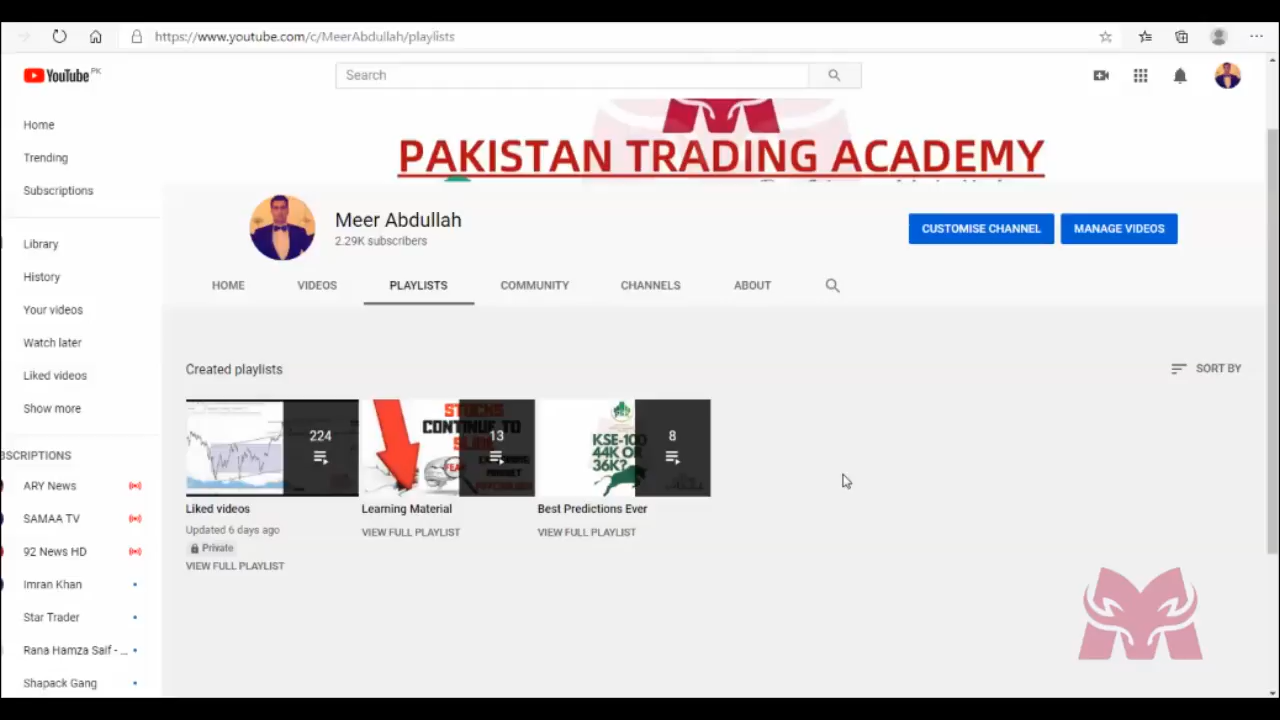 https://www.youtube.com/c/MeerAbdullah/playlists
YouTube PK
Search
Home
Trending
Subscriptions
Library
History
Your videos
Watch later
Liked videos
Show more
BSCRIPTIONS
ARY News
SAMAA TV
92 News HD
Imran Khan
Star Trader
Rana Hamza Saif - ...
Shapack Gang
PAKISTAN TRADING ACADEMY
Meer Abdullah
2.29K subscribers
CUSTOMISE CHANNEL
MANAGE VIDEOS
HOME
VIDEOS
PLAYLISTS
COMMUNITY
CHANNELS
ABOUT
Created playlists
SORT BY
224
Liked videos
Updated 6 days ago
Private
VIEW FULL PLAYLIST
STOCKS
CONTINUE TO
FEAR
13
Learning Material
VIEW FULL PLAYLIST
KSE-100
44K OR
36K?
8
Best Predictions Ever
VIEW FULL PLAYLIST